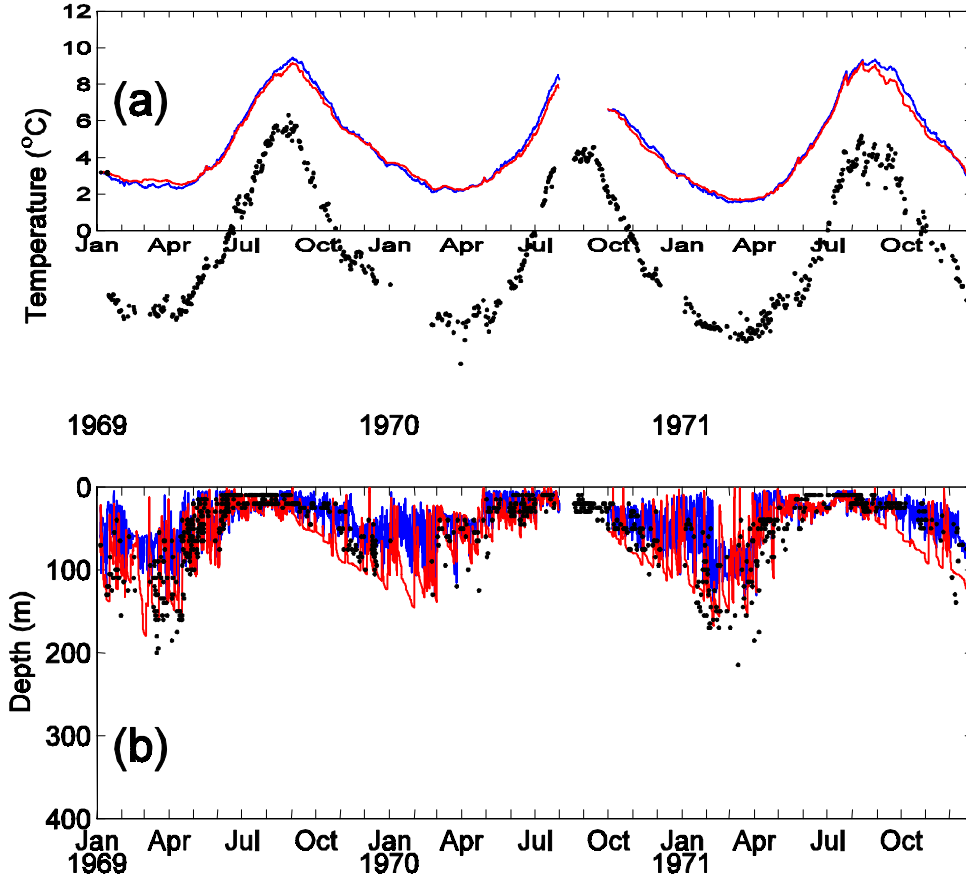 12
10
(a)
8
6
4
2
0
Temperature (°C)
Jan Apr Jul Oct Jan Apr Jul Oct Jan Apr Jul Oct
1969 1970 1971
0
100
200
300
400
Depth (m)
(b)
Jan Apr Jul Oct Jan Apr Jul Oct Jan Apr Jul Oct
1969 1970 1971